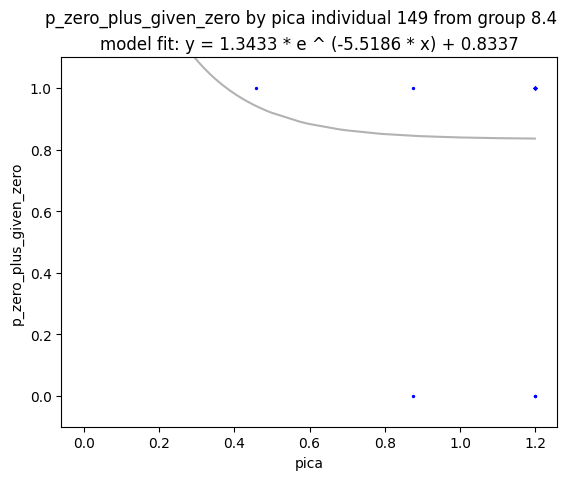 p_zero_plus_given_zero by pica individual 149 from group 8.4
model fit: y = 1.3433 * e ^ (-5.5186 * x) + 0.8337
1.0
0.8
0.6
0.4
0.2
0.0
p_zero_plus_given_zero
0.0 0.2 0.4 0.6 0.8 1.0 1.2
pica